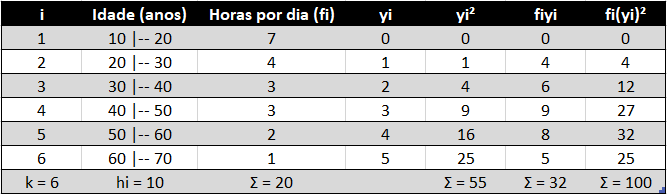 i Idade (anos) Horas por dia (fi) yi yi² fiyi fi(yi)²
1 10 |-- 20 7 0 0 0 0
2 20 |-- 30 4 1 1 4 4
3 30 |-- 40 3 2 4 6 12
4 40 |-- 50 3 3 9 9 27
5 50 |-- 60 2 4 16 8 32
6 60 |-- 70 1 5 25 5 25
k = 6 hi = 10 Σ = 20 Σ = 55 Σ = 32 Σ = 100